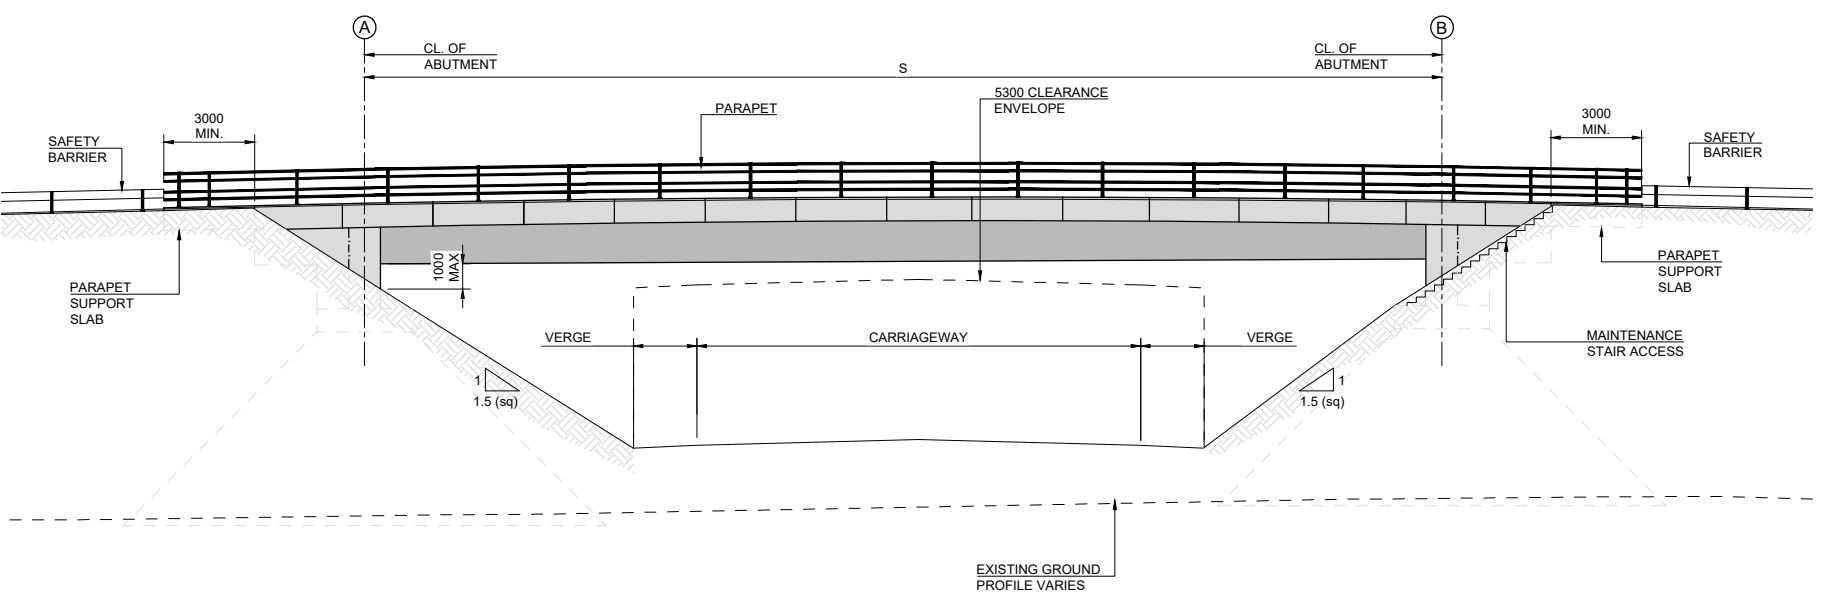 A
B
CL. OF
ABUTMENT
CL. OF
ABUTMENT
S
5300 CLEARANCE
ENVELOPE
PARAPET
3000
MIN.
3000
MIN.
SAFETY
BARRIER
SAFETY
BARRIER
1000
MAX
PARAPET
SUPPORT
SLAB
PARAPET
SUPPORT
SLAB
VERGE
CARRIAGEWAY
VERGE
MAINTENANCE
STAIR ACCESS
1
1.5 (sq)
1
1.5 (sq)
EXISTING GROUND
PROFILE VARIES